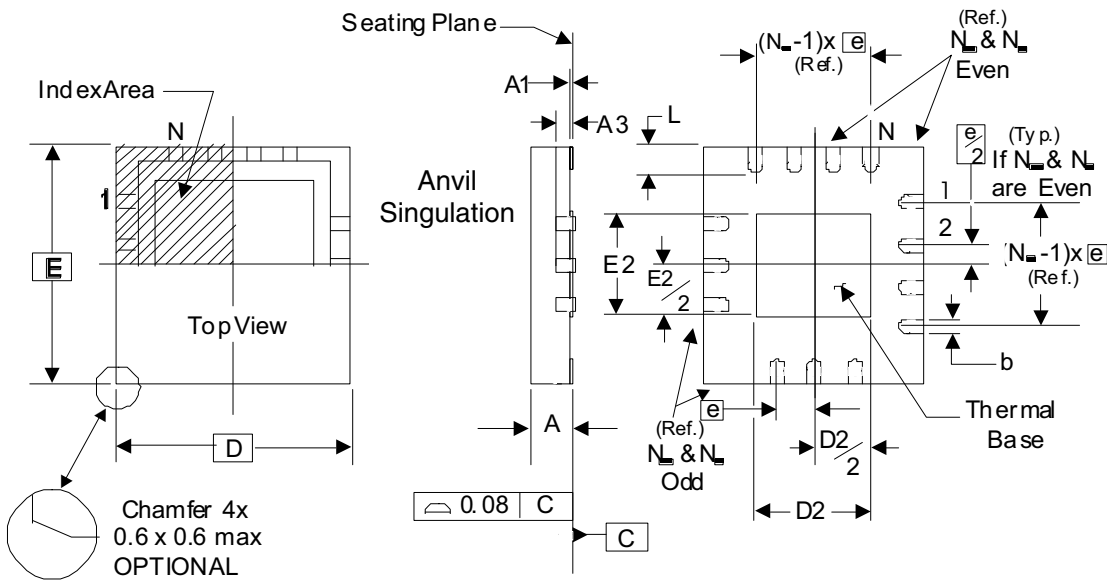 Seating Plane
(Ref.)
N & N
Even
(N -1)x e
(Ref.)
A1
Index Area
L
A3
N
N
e/2
(Typ.)
If N & N
are Even
1
1
2
Anvil
Singulation
E
E2
E2/2
(N -1)x e
(Ref.)
Top View
b
e
Thermal
Base
A
(Ref.)
N & N
Odd
D2/2
D
D2
Chamfer 4x
0.6 x 0.6 max
OPTIONAL
0.08 C
C